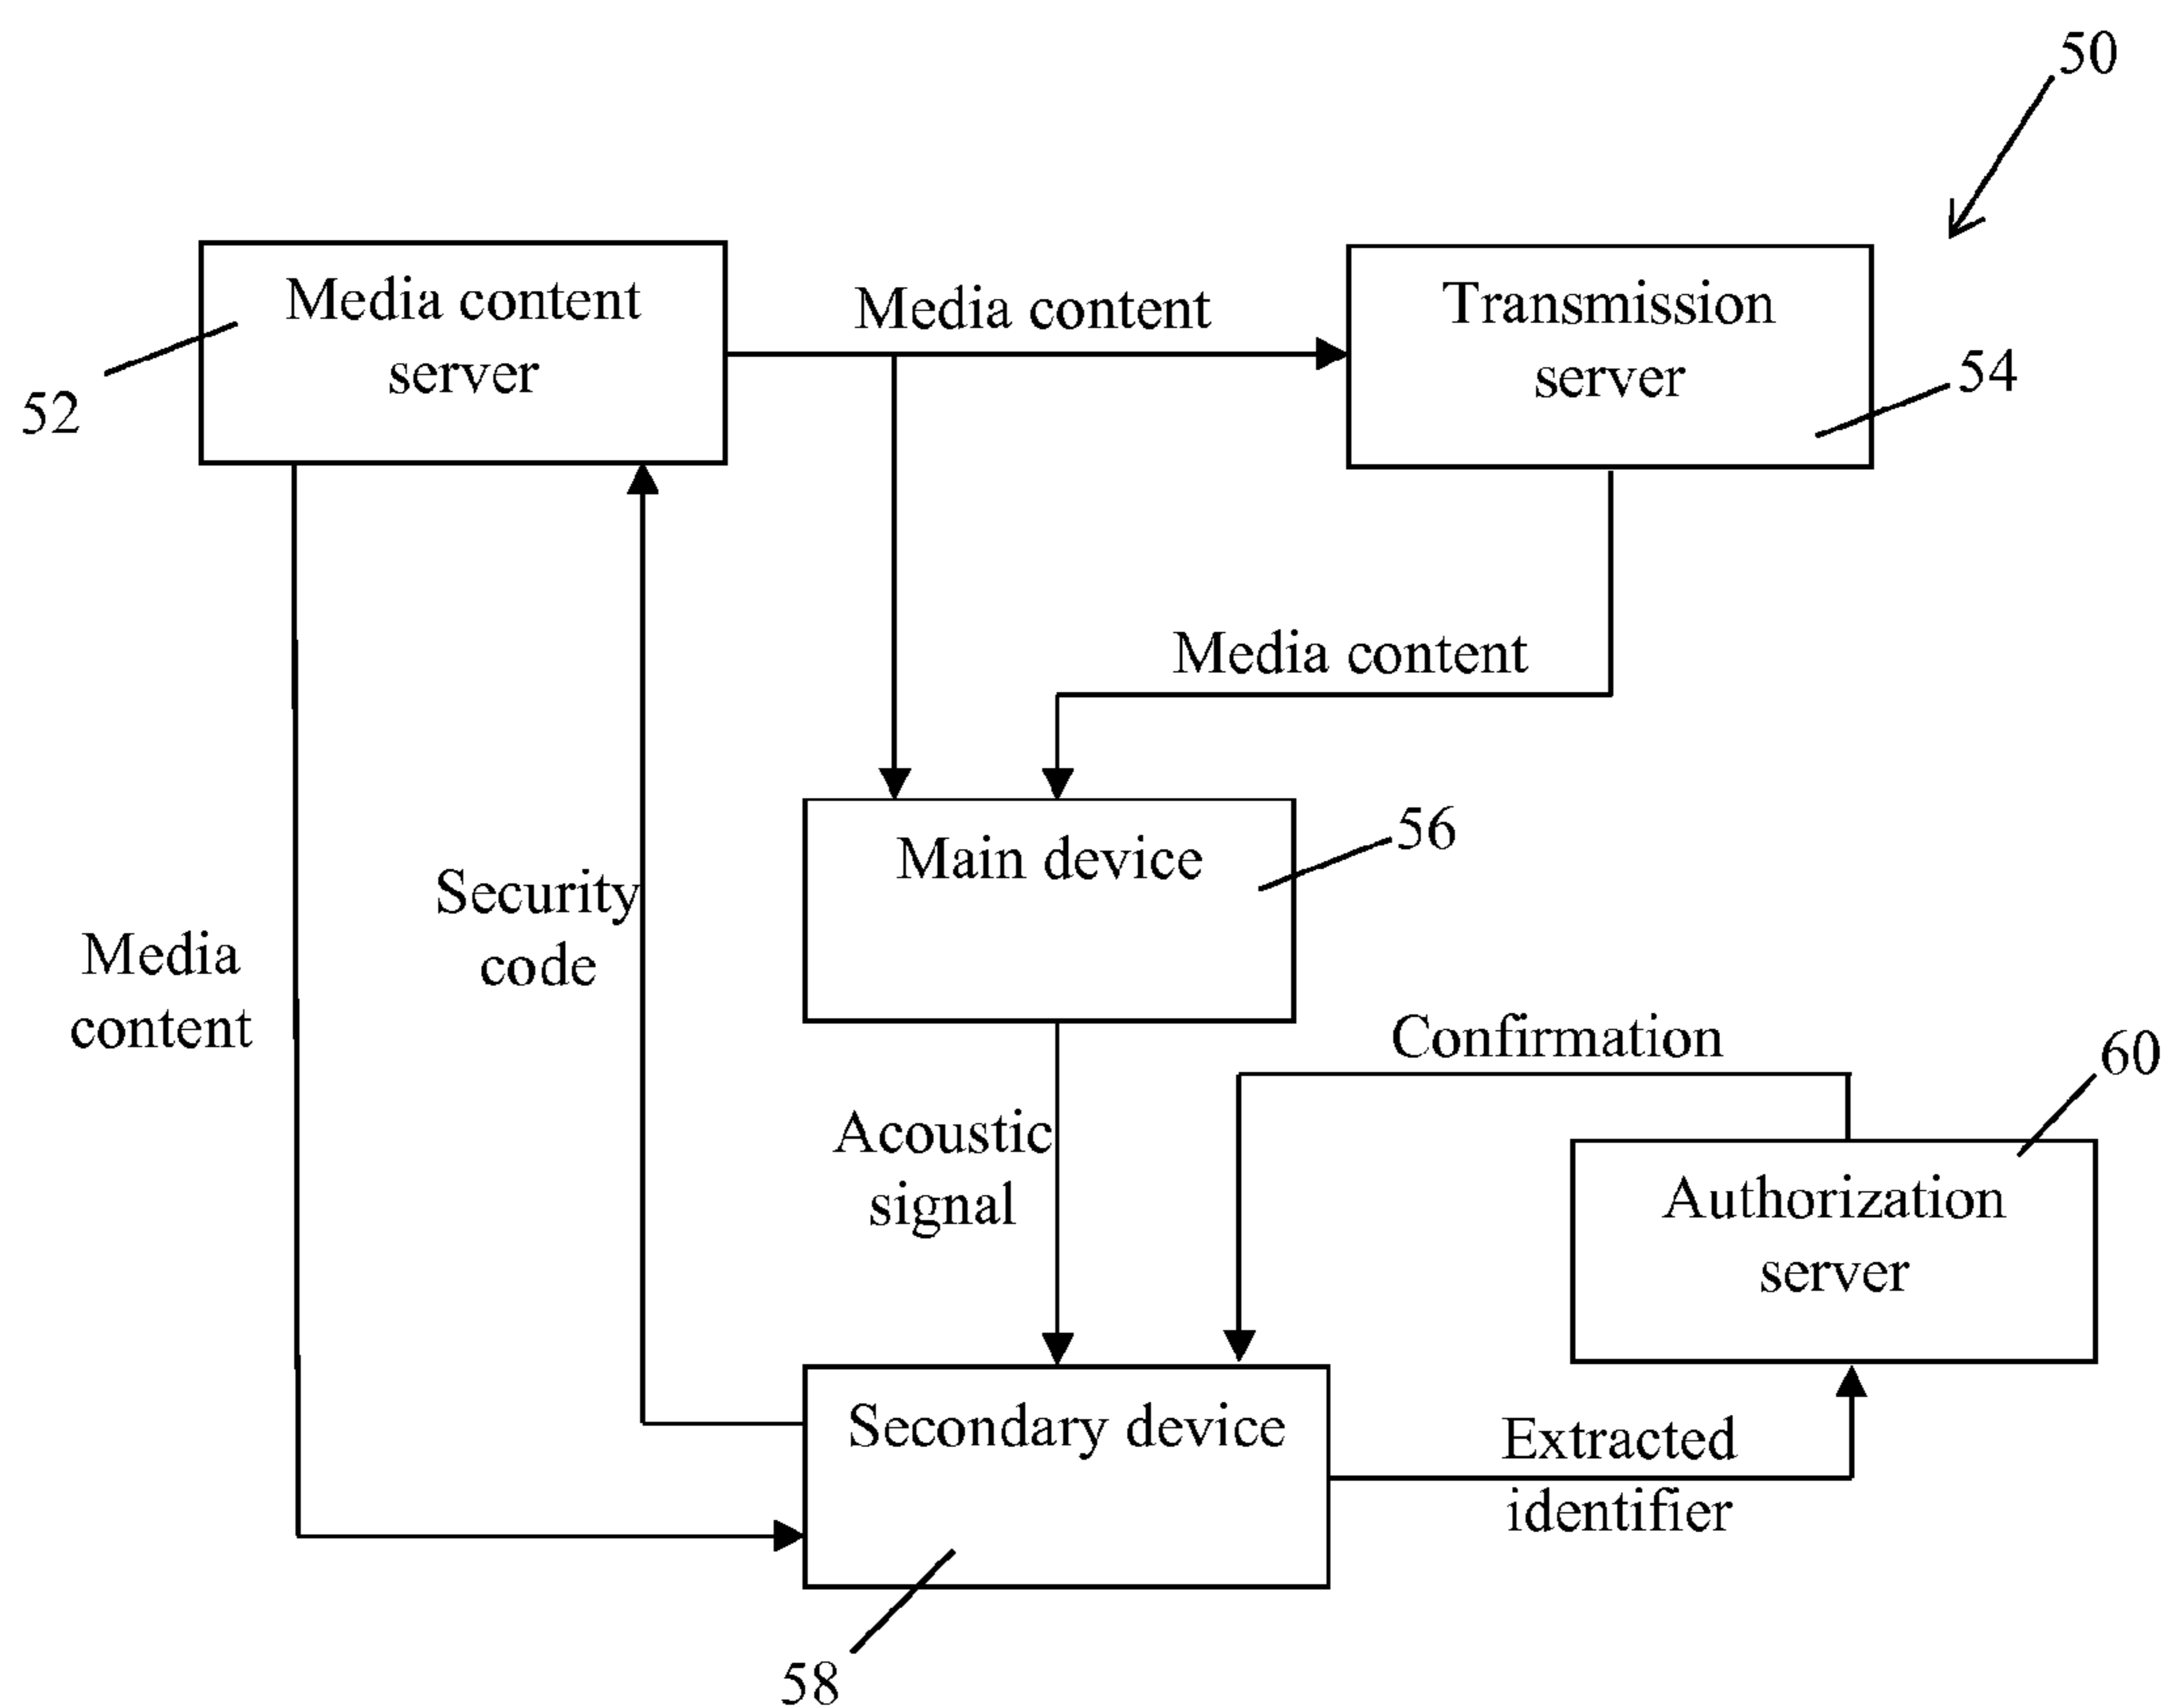 50
Media content
server
Media content
Transmission
server
52
54
Media content
Main device
56
Security
code
Media
content
Confirmation
60
Acoustic
signal
Authorization
server
Secondary device
Extracted
identifier
58